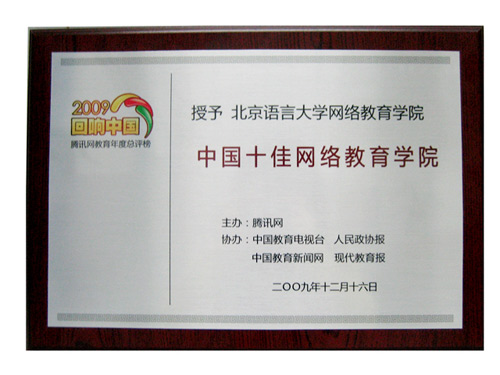 2009
回响中国
腾讯网教育年度总评榜
授予 北京语言大学网络教育学院
中国十佳网络教育学院
主办：腾讯网
协办：中国教育电视台 人民政协报
中国教育新闻网 现代教育报
二〇〇九年十二月十六日